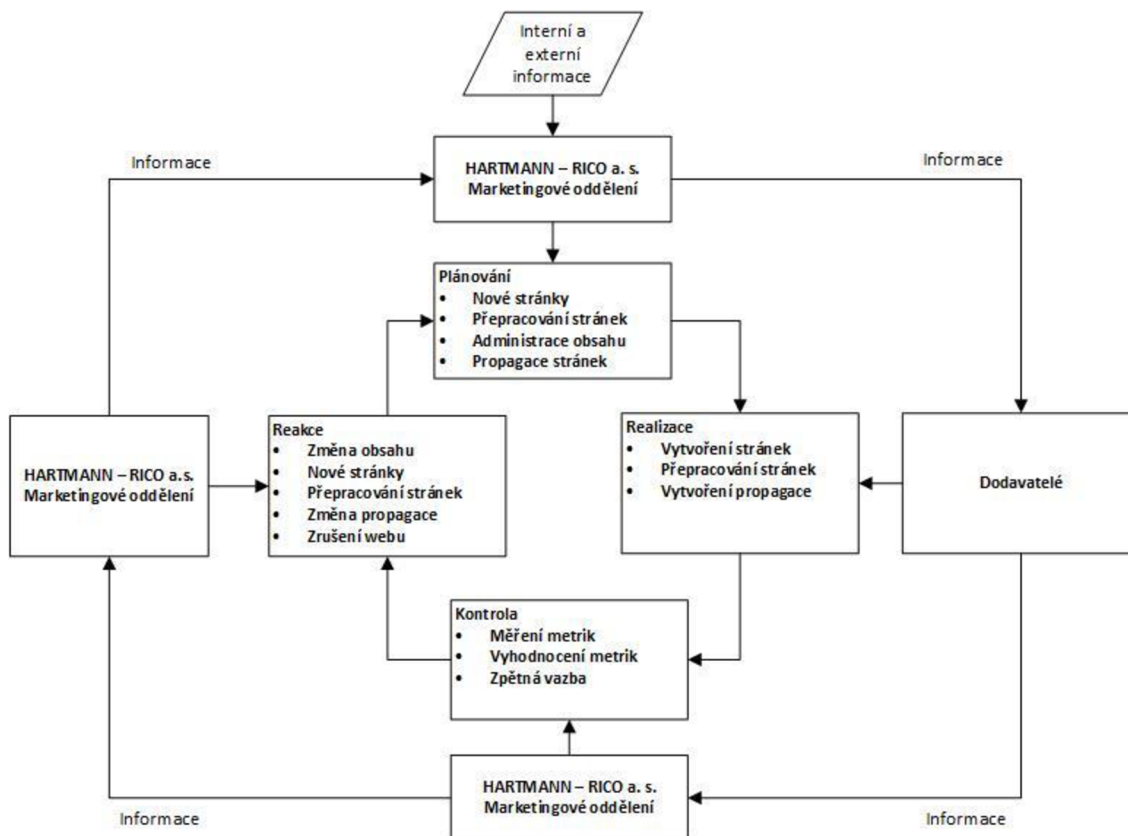 Interní a
externí
informace
Informace
HARTMANN – RICO a. s.
Marketingové oddělení
Informace
Plánování
• Nové stránky
• Přepracování stránek
• Administrace obsahu
• Propagace stránek
HARTMANN – RICO a.s.
Marketingové oddělení
Reakce
• Změna obsahu
• Nové stránky
• Přepracování stránek
• Změna propagace
• Zrušení webu
Realizace
• Vytvoření stránek
• Přepracování stránek
• Vytvoření propagace
Dodavatelé
Kontrola
• Měření metrik
• Vyhodnocení metrik
• Zpětná vazba
HARTMANN – RICO a. s.
Marketingové oddělení
Informace
Informace